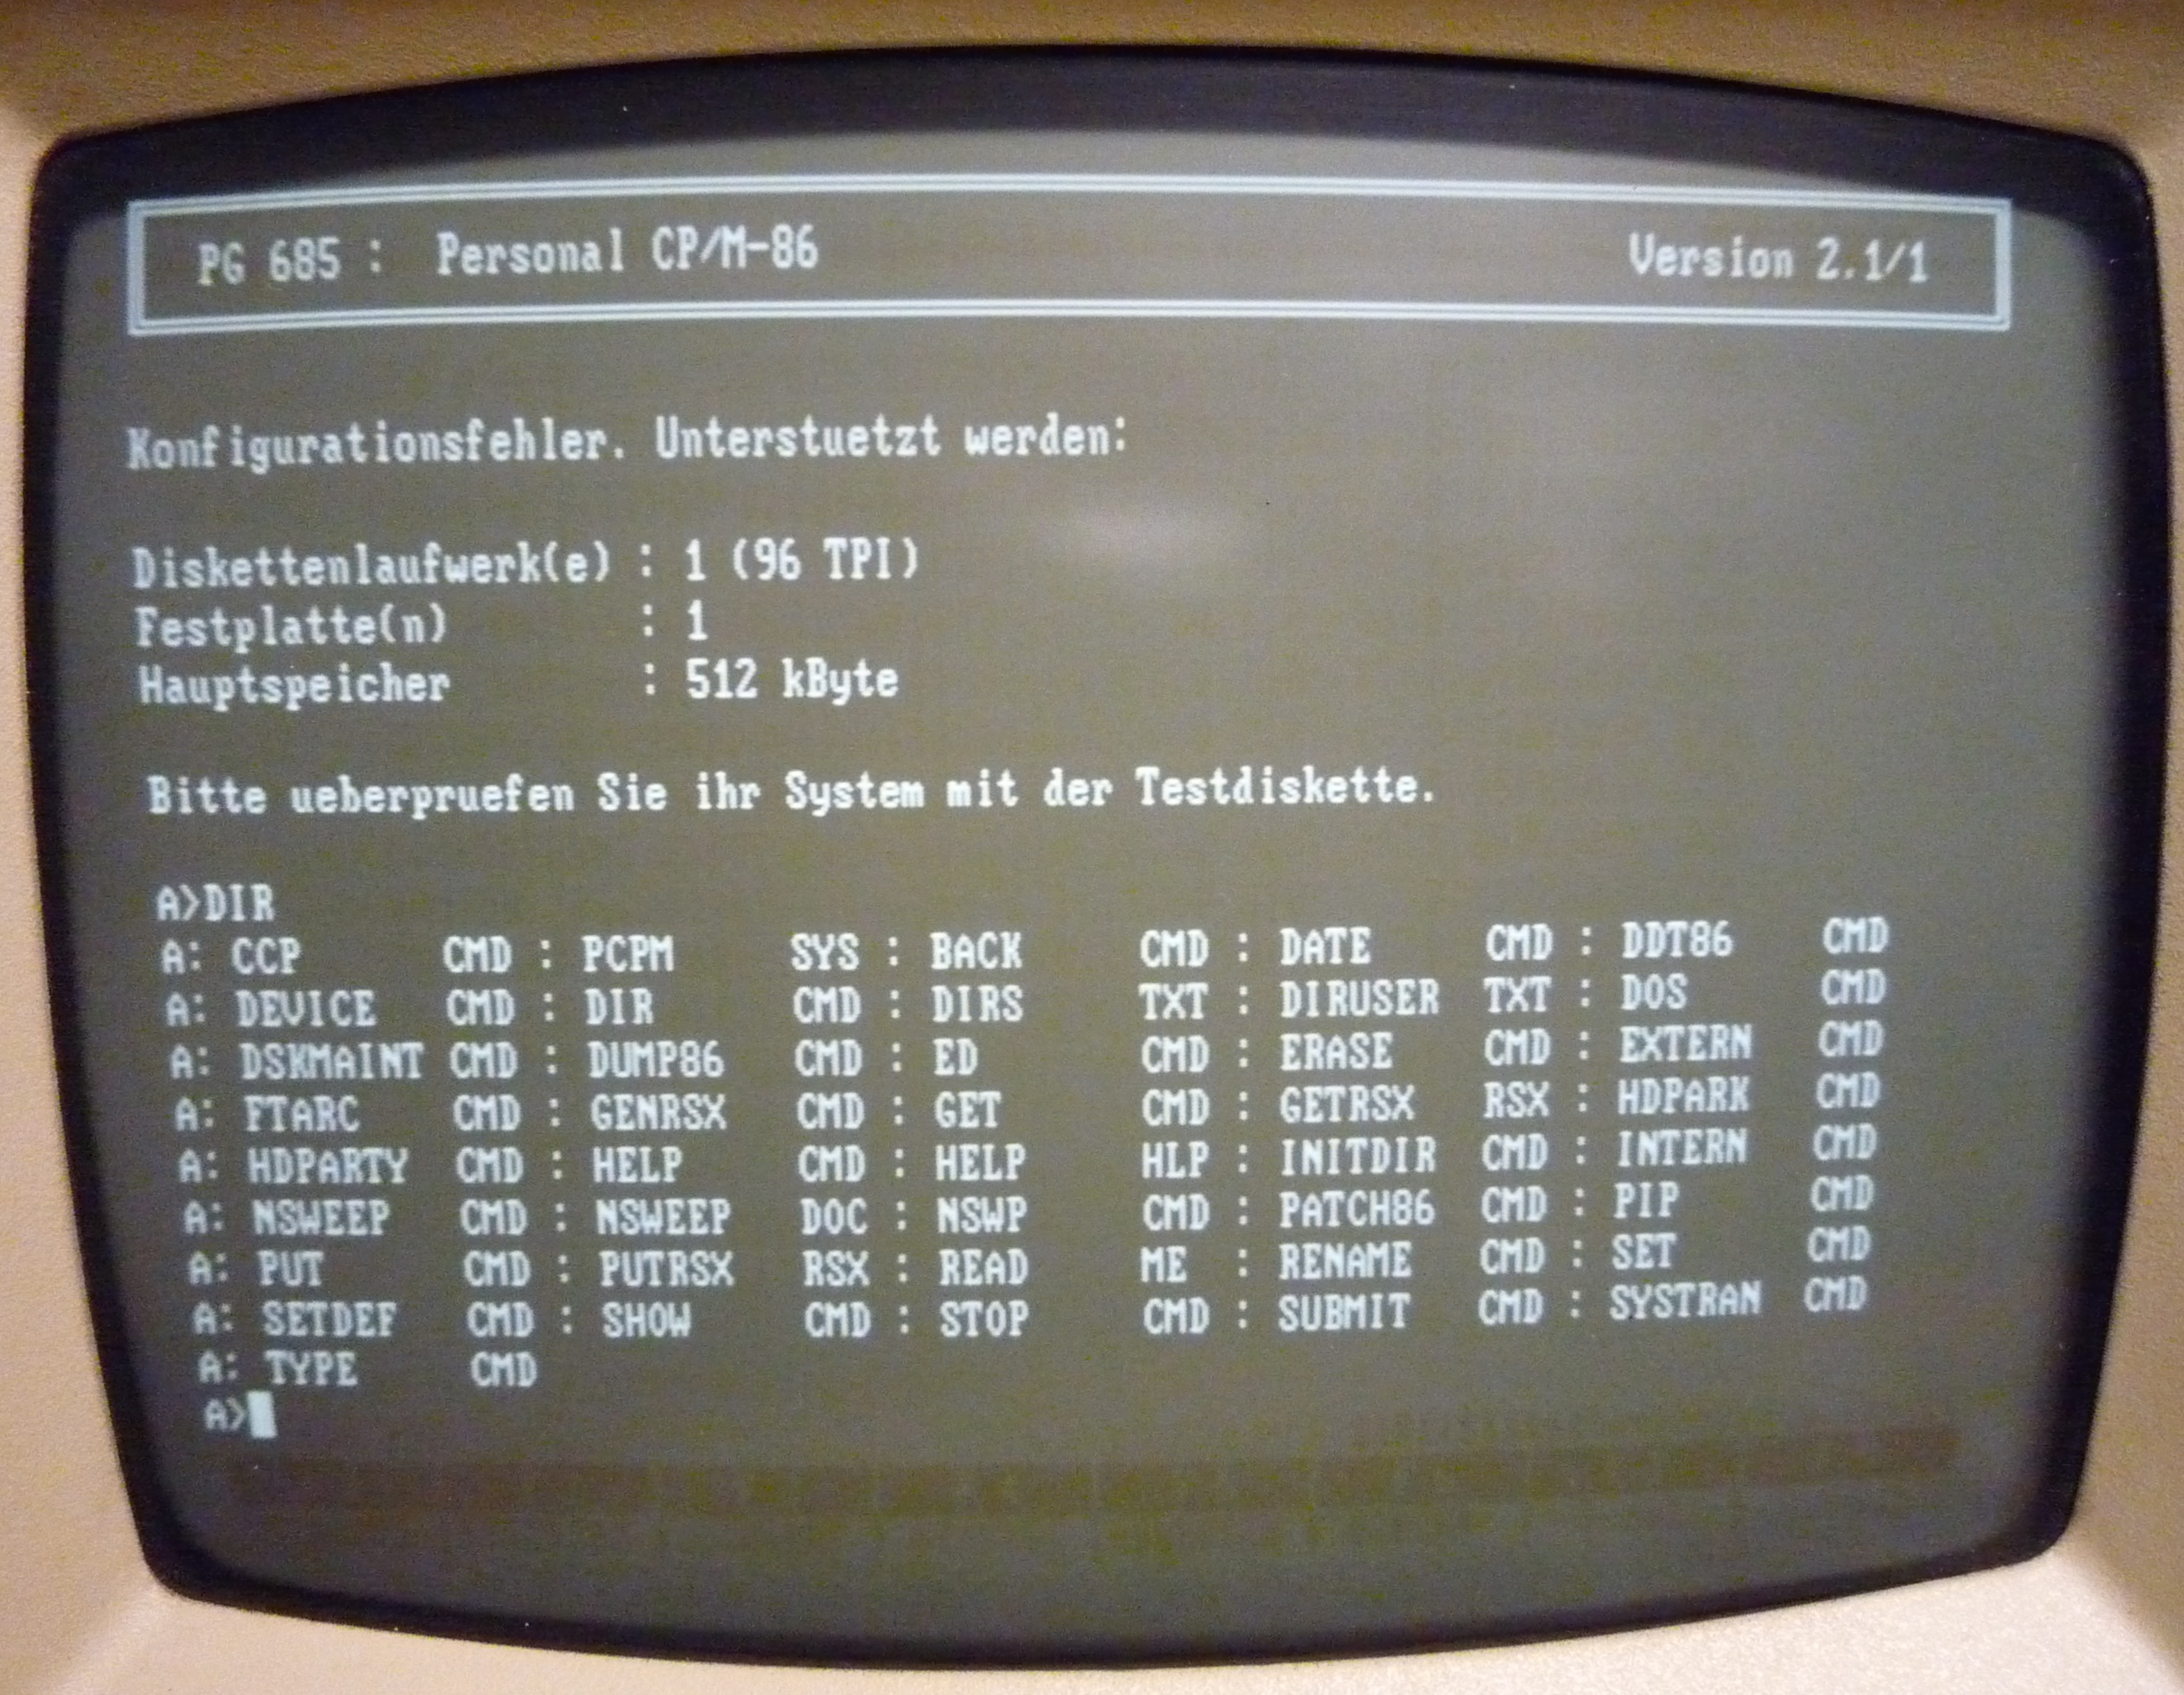 PG 685 :  Personal CP/M-86                                  Version 2.1/1
Konfigurationsfehler. Unterstuetzt werden:
Diskettenlaufwerk(e) : 1 (96 TPI)
Festplatte(n)        : 1
Hauptspeicher        : 512 kByte
Bitte ueberpruefen Sie ihr System mit der Testdiskette.
A>DIR
A: CCP      CMD : PCPM     SYS : BACK     CMD : DATE     CMD : DDT86    CMD
A: DEVICE   CMD : DIR      CMD : DIRS     TXT : DIRUSER  TXT : DOS      CMD
A: DSKMAINT CMD : DUMP86   CMD : ED       CMD : ERASE    CMD : EXTERN   CMD
A: FTARC    CMD : GENRSX   CMD : GET      CMD : GETRSX   RSX : HDPARK   CMD
A: HDPARTY  CMD : HELP     CMD : HELP     HLP : INITDIR  CMD : INTERN   CMD
A: NSWEEP   CMD : NSWEEP   DOC : NSWP     CMD : PATCH86  CMD : PIP      CMD
A: PUT      CMD : PUTRSX   RSX : READ     ME  : RENAME   CMD : SET      CMD
A: SETDEF   CMD : SHOW     CMD : STOP     CMD : SUBMIT   CMD : SYSTRAN  CMD
A: TYPE     CMD
A>